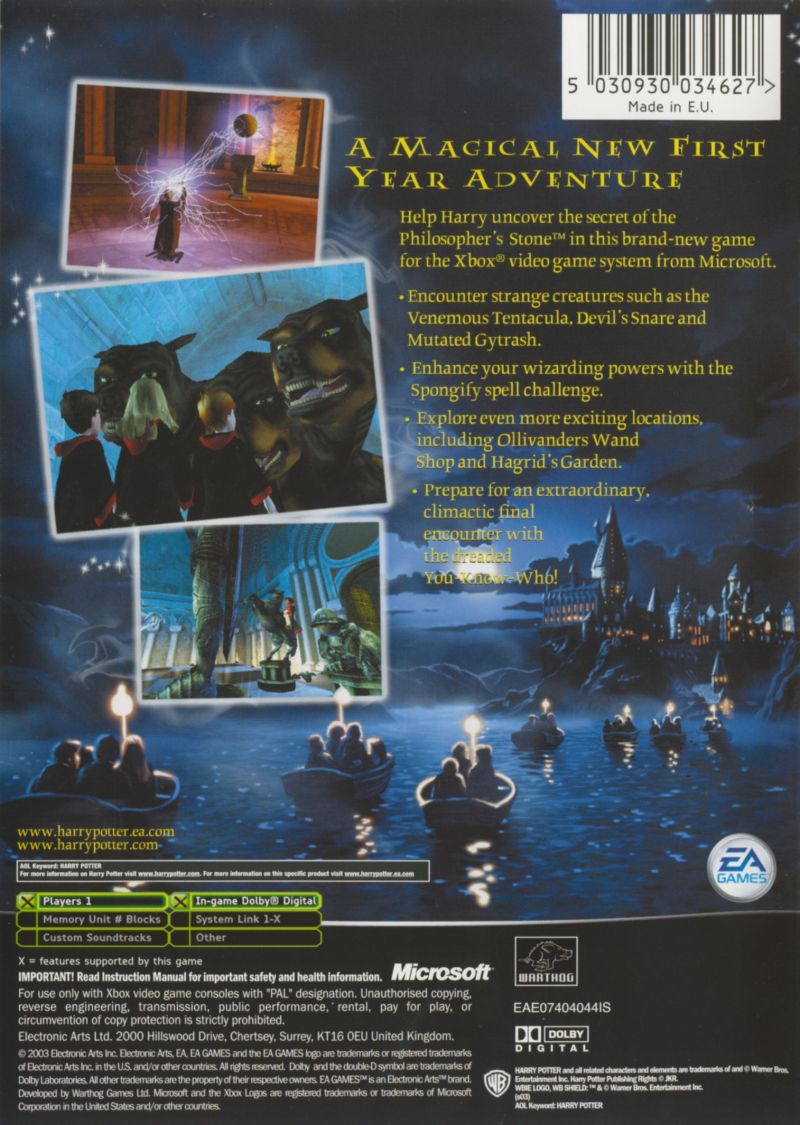 5 030930 034627 >
Made in E.U.
A MAGICAL NEW FIRST
YEAR ADVENTURE
Help Harry uncover the secret of the
Philosopher's Stone™ in this brand-new game
for the Xbox® video game system from Microsoft.
• Encounter strange creatures such as the
Venemous Tentacula, Devil's Snare and
Mutated Gytrash.
• Enhance your wizarding powers with the
Spongify spell challenge.
• Explore even more exciting locations,
including Ollivanders Wand
Shop and Hagrid's Garden.
• Prepare for an extraordinary,
climactic final
encounter with
the dreaded
You-Know-Who!
www.harrypotter.ea.com
www.harrypotter.com
AOL Keyword: HARRY POTTER
For more information on Harry Potter visit www.harrypotter.com. For more information on this specific product visit www.harrypotter.ea.com
EA
GAMES™
X Players 1
X In-game Dolby® Digital
Memory Unit # Blocks
System Link 1-X
Custom Soundtracks
Other
X = features supported by this game
IMPORTANT! Read Instruction Manual for important safety and health information.
Microsoft®
For use only with Xbox video game consoles with "PAL" designation. Unauthorised copying,
reverse engineering, transmission, public performance, rental, pay for play, or
circumvention of copy protection is strictly prohibited.
Electronic Arts Ltd. 2000 Hillswood Drive, Chertsey, Surrey, KT16 0EU United Kingdom.
© 2003 Electronic Arts Inc. Electronic Arts, EA, EA GAMES and the EA GAMES logo are trademarks or registered trademarks
of Electronic Arts Inc. in the U.S. and/or other countries. All rights reserved. Dolby and the double-D symbol are trademarks of
Dolby Laboratories. All other trademarks are the property of their respective owners. EA GAMES™ is an Electronic Arts™ brand.
Developed by Warthog Games Ltd. Microsoft and the Xbox Logos are registered trademarks or trademarks of Microsoft
Corporation in the United States and/or other countries.
WARTHOG
EAE07404044IS
DOLBY
DIGITAL
WB
HARRY POTTER and all related characters and elements are trademarks of and © Warner Bros.
Entertainment Inc. Harry Potter Publishing Rights © JKR.
WBIE LOGO, WB SHIELD: ™ & © Warner Bros. Entertainment Inc.
(s03)
AOL Keyword: HARRY POTTER